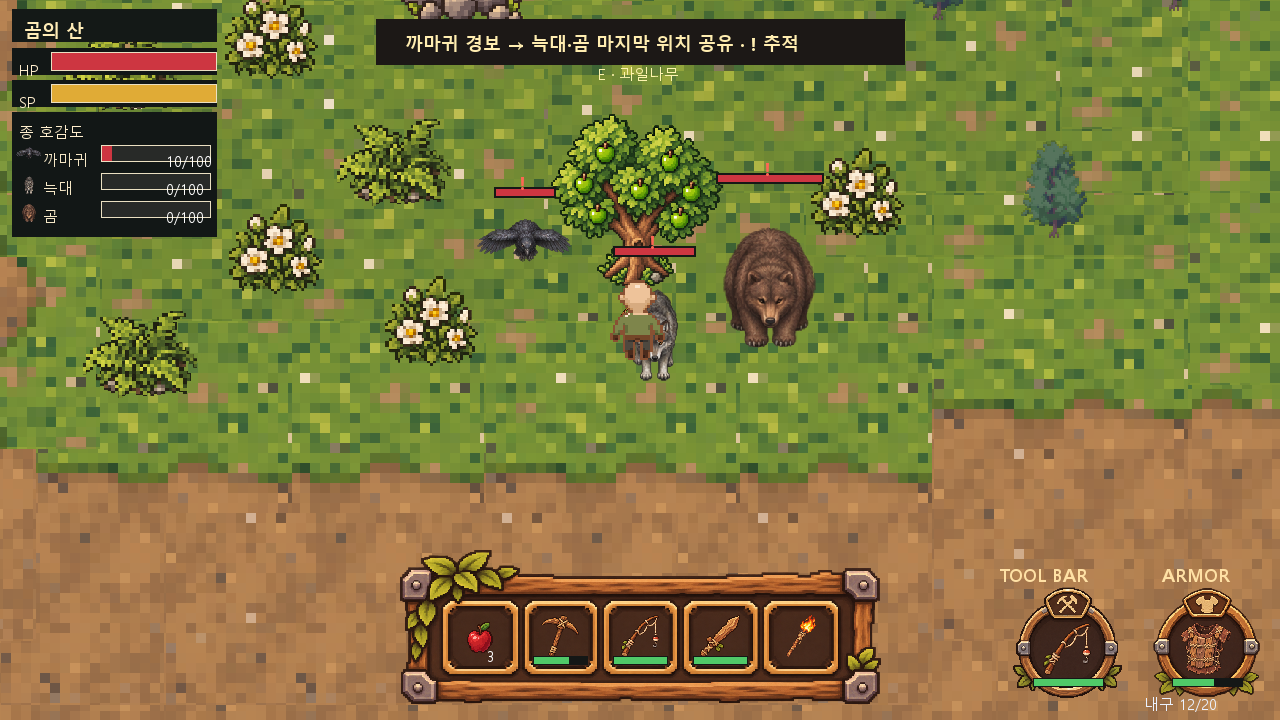 곰의 산
HP
SP
종 호감도
까마귀 10/100
늑대 0/100
곰 0/100
까마귀 경보 → 늑대·곰 마지막 위치 공유 · ! 추적
E · 과일나무
3
TOOL BAR
ARMOR
내구 12/20